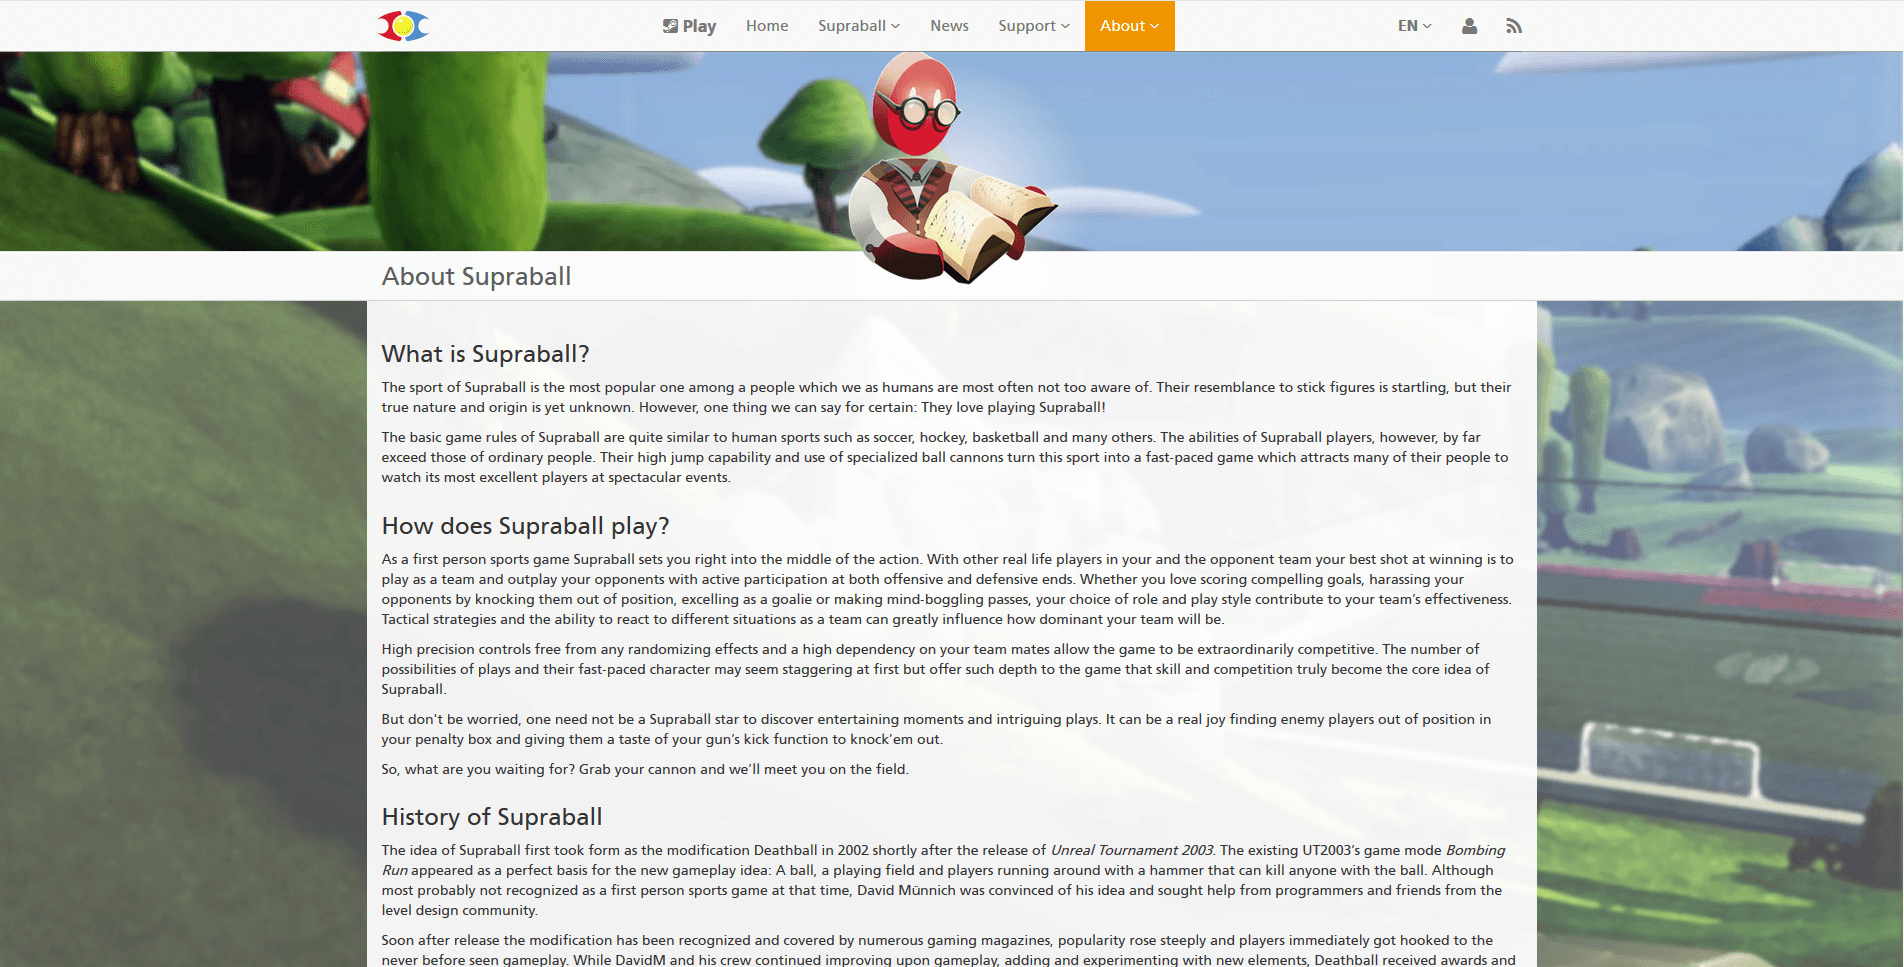 Play Home Supraball News Support About EN
About Supraball
What is Supraball?
The sport of Supraball is the most popular one among a people which we as humans are most often not too aware of. Their resemblance to stick figures is startling, but their
true nature and origin is yet unknown. However, one thing we can say for certain: They love playing Supraball!
The basic game rules of Supraball are quite similar to human sports such as soccer, hockey, basketball and many others. The abilities of Supraball players, however, by far
exceed those of ordinary people. Their high jump capability and use of specialized ball cannons turn this sport into a fast-paced game which attracts many of their people to
watch its most excellent players at spectacular events.
How does Supraball play?
As a first person sports game Supraball sets you right into the middle of the action. With other real life players in your and the opponent team your best shot at winning is to
play as a team and outplay your opponents with active participation at both offensive and defensive ends. Whether you love scoring compelling goals, harassing your
opponents by knocking them out of position, excelling as a goalie or making mind-boggling passes, your choice of role and play style contribute to your team’s effectiveness.
Tactical strategies and the ability to react to different situations as a team can greatly influence how dominant your team will be.
High precision controls free from any randomizing effects and a high dependency on your team mates allow the game to be extraordinarily competitive. The number of
possibilities of plays and their fast-paced character may seem staggering at first but offer such depth to the game that skill and competition truly become the core idea of
Supraball.
But don't be worried, one need not be a Supraball star to discover entertaining moments and intriguing plays. It can be a real joy finding enemy players out of position in
your penalty box and giving them a taste of your gun’s kick function to knock’em out.
So, what are you waiting for? Grab your cannon and we’ll meet you on the field.
History of Supraball
The idea of Supraball first took form as the modification Deathball in 2002 shortly after the release of Unreal Tournament 2003. The existing UT2003’s game mode Bombing
Run appeared as a perfect basis for the new gameplay idea: A ball, a playing field and players running around with a hammer that can kill anyone with the ball. Although
most probably not recognized as a first person sports game at that time, David Münnich was convinced of his idea and sought help from programmers and friends from the
level design community.
Soon after release the modification has been recognized and covered by numerous gaming magazines, popularity rose steeply and players immediately got hooked to the
never before seen gameplay. While DavidM and his crew continued improving upon gameplay, adding and experimenting with new elements, Deathball received awards and